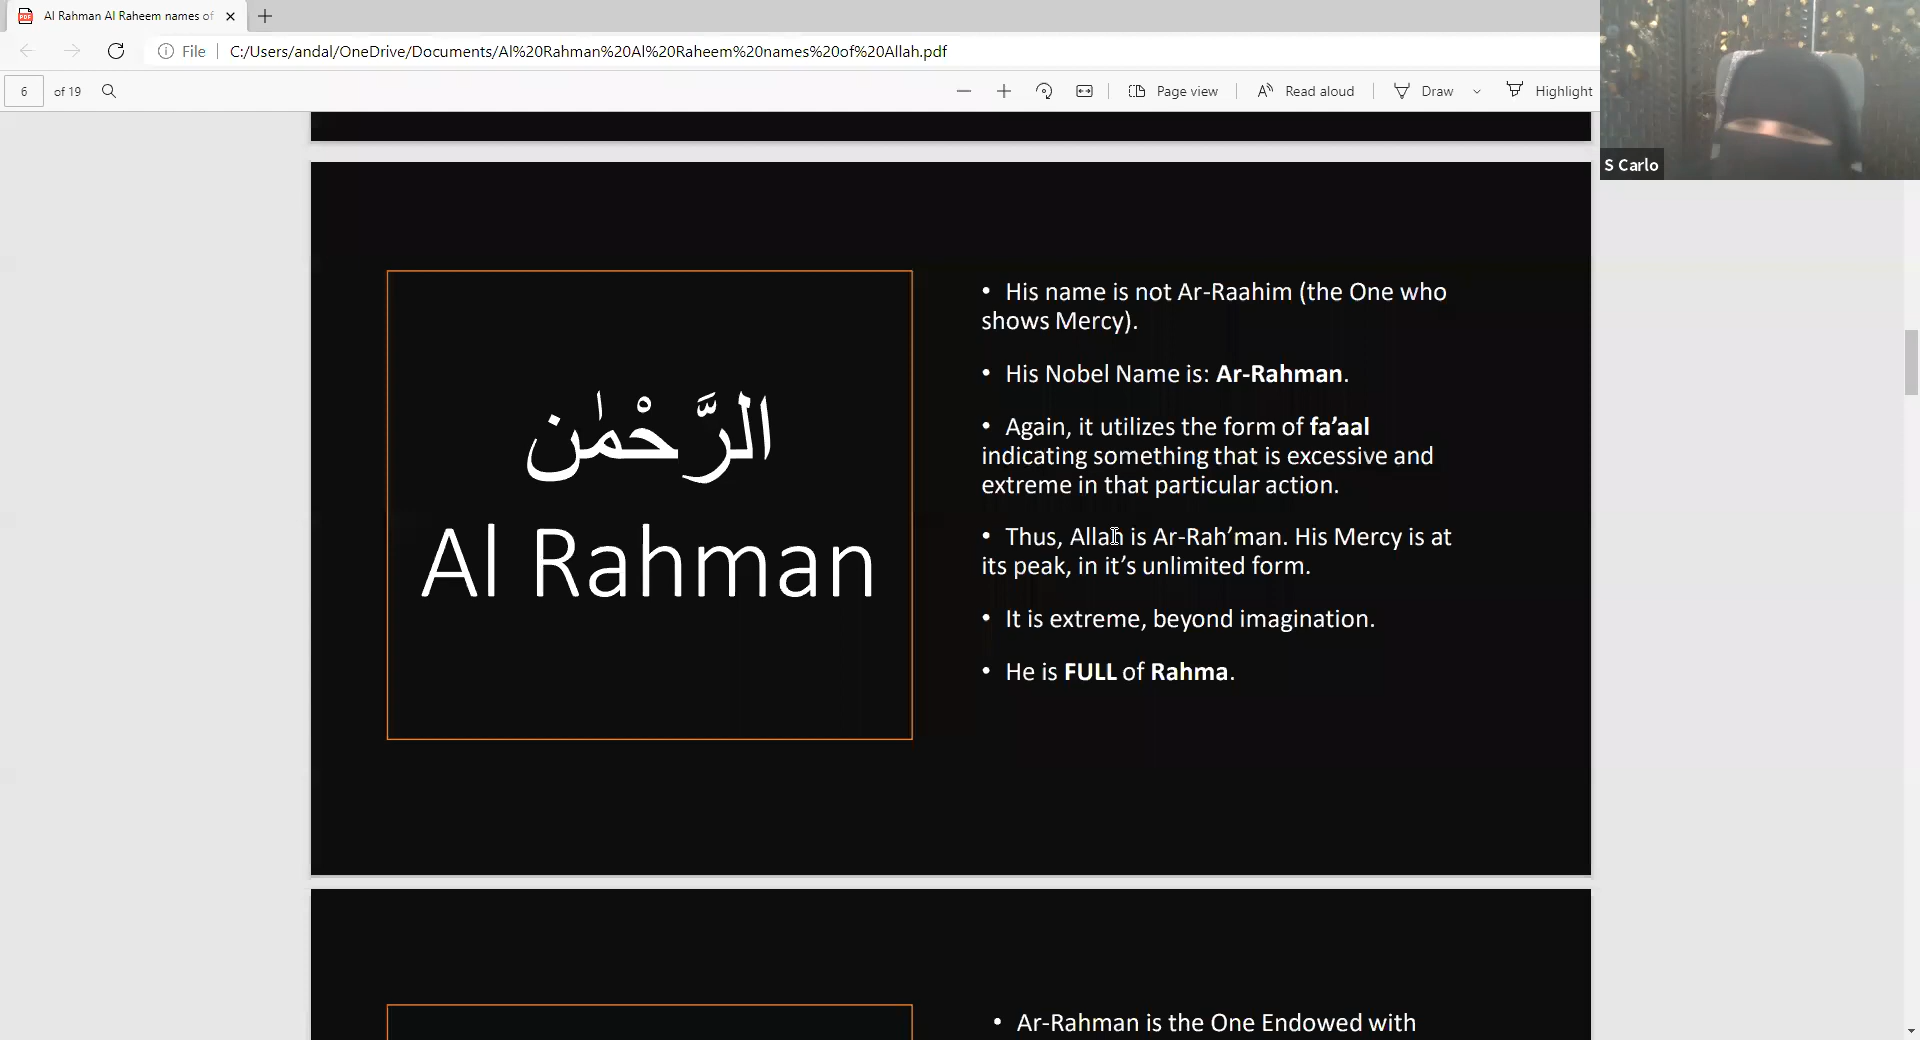 Al Rahman Al Raheem names of
File
C:/Users/andal/OneDrive/Documents/Al%20Rahman%20Al%20Raheem%20names%20of%20Allah.pdf
6 of 19
Page view
Read aloud
Draw
Highlight
S Carlo
الرَّحْمٰن
Al Rahman
• His name is not Ar-Raahim (the One who
shows Mercy).
• His Nobel Name is: Ar-Rahman.
• Again, it utilizes the form of fa’aal
indicating something that is excessive and
extreme in that particular action.
• Thus, Allah is Ar-Rah’man. His Mercy is at
its peak, in it’s unlimited form.
• It is extreme, beyond imagination.
• He is FULL of Rahma.
• Ar-Rahman is the One Endowed with